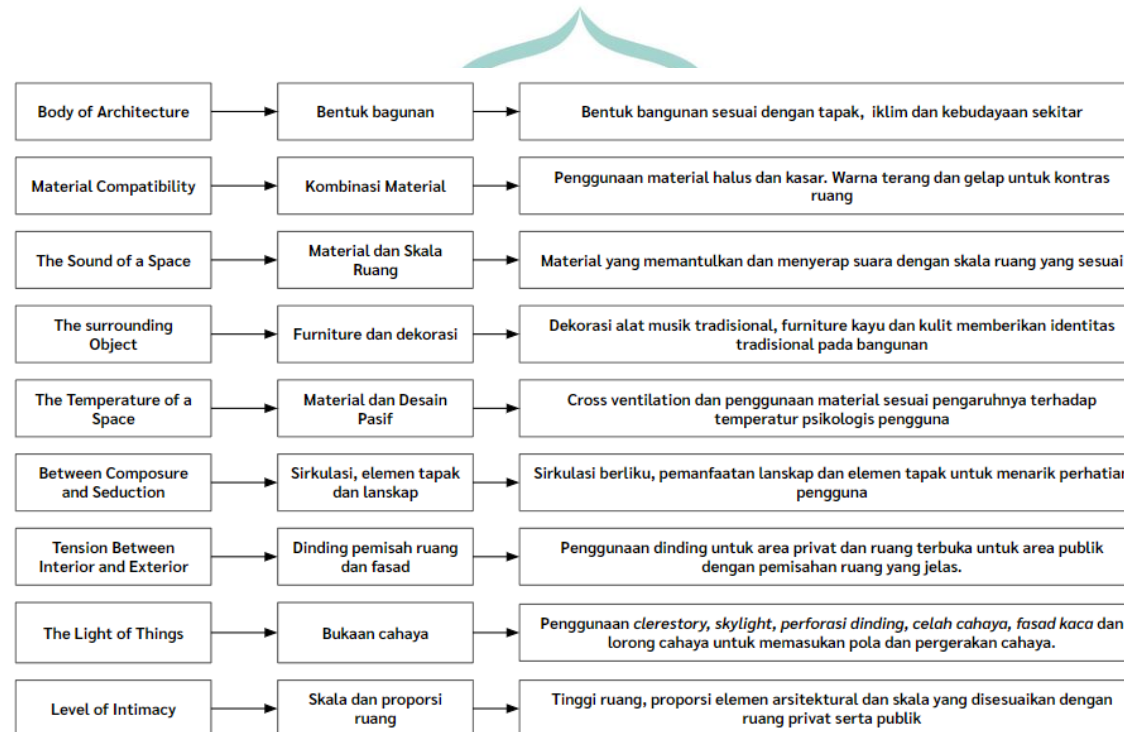 Body of Architecture
Bentuk bagunan
Bentuk bangunan sesuai dengan tapak, iklim dan kebudayaan sekitar
Material Compatibility
Kombinasi Material
Penggunaan material halus dan kasar. Warna terang dan gelap untuk kontras
ruang
The Sound of a Space
Material dan Skala
Ruang
Material yang memantulkan dan menyerap suara dengan skala ruang yang sesuai
The surrounding
Object
Furniture dan dekorasi
Dekorasi alat musik tradisional, furniture kayu dan kulit memberikan identitas
tradisional pada bangunan
The Temperature of a
Space
Material dan Desain
Pasif
Cross ventilation dan penggunaan material sesuai pengaruhnya terhadap
temperatur psikologis pengguna
Between Composure
and Seduction
Sirkulasi, elemen tapak
dan lanskap
Sirkulasi berliku, pemanfaatan lanskap dan elemen tapak untuk menarik perhatian
pengguna
Tension Between
Interior and Exterior
Dinding pemisah ruang
dan fasad
Penggunaan dinding untuk area privat dan ruang terbuka untuk area publik
dengan pemisahan ruang yang jelas.
The Light of Things
Bukaan cahaya
Penggunaan clerestory, skylight, perforasi dinding, celah cahaya, fasad kaca dan
lorong cahaya untuk memasukan pola dan pergerakan cahaya.
Level of Intimacy
Skala dan proporsi
ruang
Tinggi ruang, proporsi elemen arsitektural dan skala yang disesuaikan dengan
ruang privat serta publik